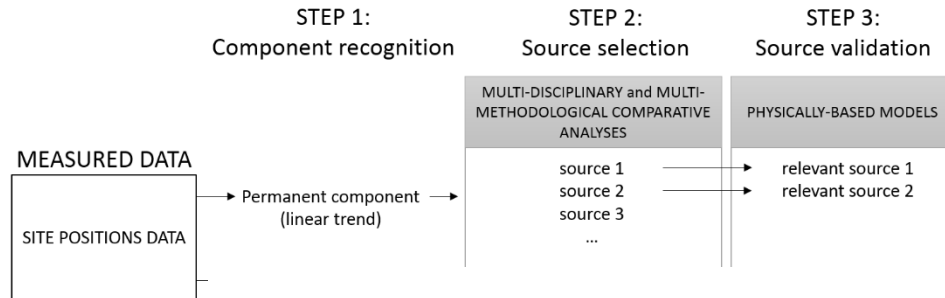 STEP 1:
Component recognition
STEP 2:
Source selection
STEP 3:
Source validation
MULTI-DISCIPLINARY and MULTI-
METHODOLOGICAL COMPARATIVE
ANALYSES
PHYSICALLY-BASED MODELS
MEASURED DATA
SITE POSITIONS DATA
Permanent component
(linear trend)
source 1
source 2
source 3
...
relevant source 1
relevant source 2